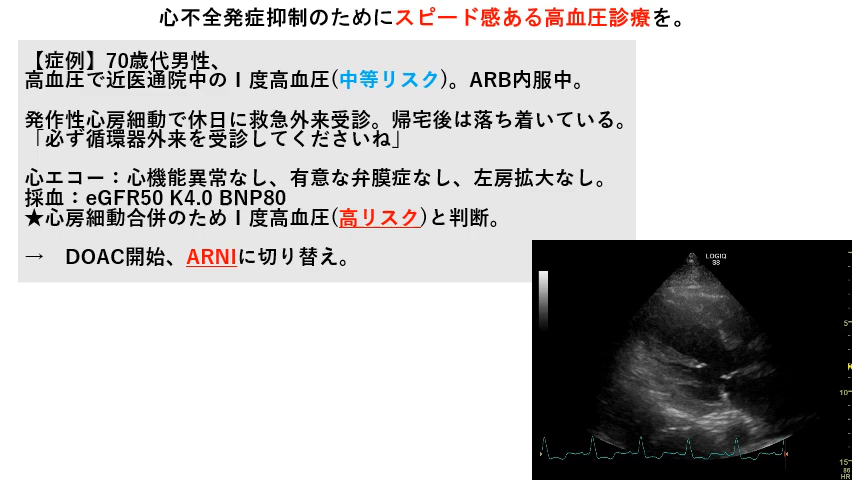 心不全発症抑制のためにスピード感ある高血圧診療を。
【症例】70歳代男性、
高血圧で近医通院中のⅠ度高血圧(中等リスク)。ARB内服中。
発作性心房細動で休日に救急外来受診。帰宅後は落ち着いている。
「必ず循環器外来を受診してくださいね」
心エコー：心機能異常なし、有意な弁膜症なし、左房拡大なし。
採血：eGFR50 K4.0 BNP80
★心房細動合併のためⅠ度高血圧(高リスク)と判断。
→ DOAC開始、ARNIに切り替え。
LOGIQ
S8
5
10
15
86
HR